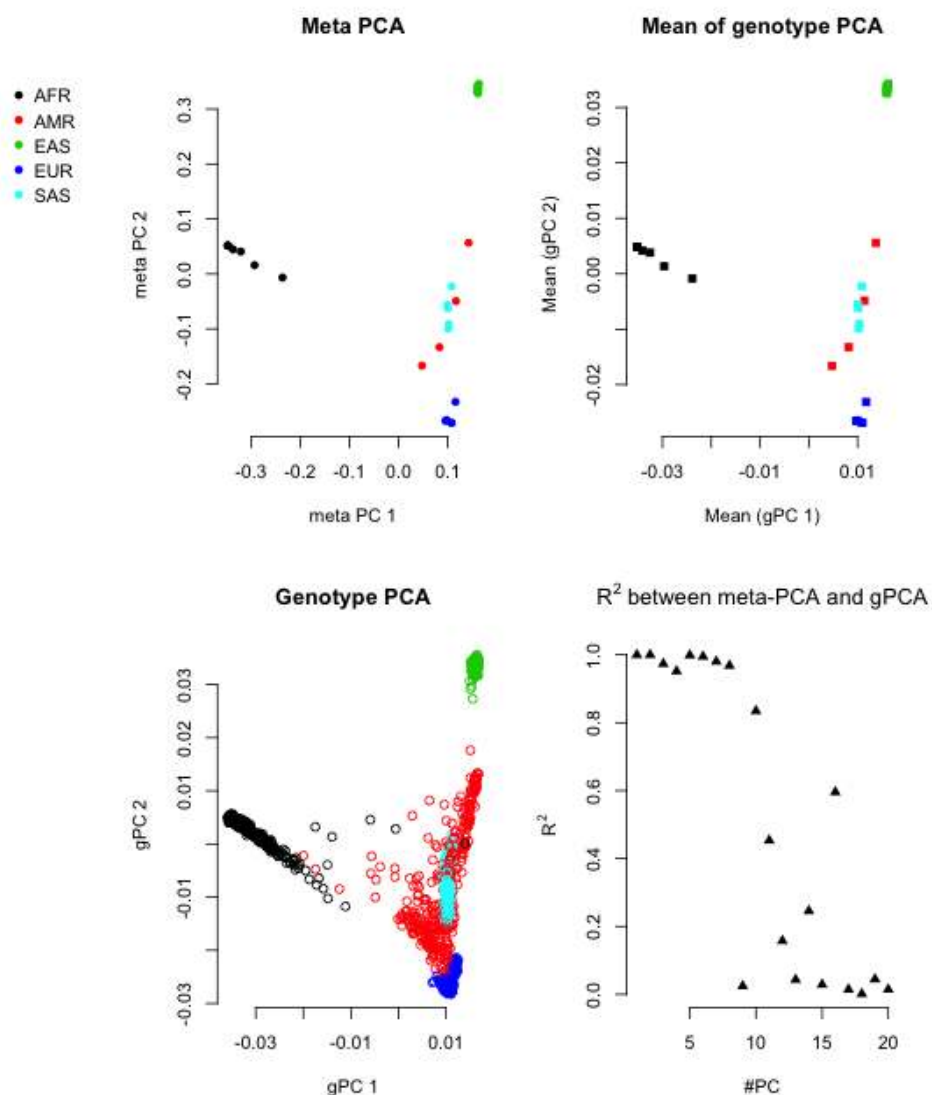 Meta PCA
AFR
AMR
EAS
EUR
SAS
meta PC 2
0.3
0.2
0.1
0.0
-0.1
-0.2
-0.3 -0.2 -0.1 0.0 0.1
meta PC 1
Mean of genotype PCA
Mean (gPC 2)
0.03
0.02
0.01
0.00
-0.02
-0.03 -0.01 0.01
Mean (gPC 1)
Genotype PCA
gPC 2
0.03
0.02
0.01
-0.01
-0.03
-0.03 -0.01 0.01
gPC 1
R² between meta-PCA and gPCA
R²
1.0
0.8
0.6
0.4
0.2
0.0
5 10 15 20
#PC